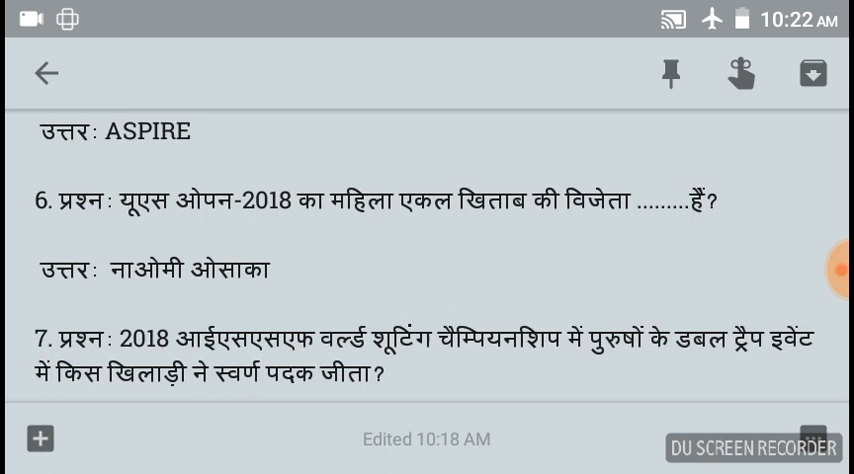 10:22 AM
उत्तर: ASPIRE
6. प्रश्न: यूएस ओपन-2018 का महिला एकल खिताब की विजेता .........हैं?
उत्तर: नाओमी ओसाका
7. प्रश्न: 2018 आईएसएसएफ वर्ल्ड शूटिंग चैम्पियनशिप में पुरुषों के डबल ट्रैप इवेंट
में किस खिलाड़ी ने स्वर्ण पदक जीता?
Edited 10:18 AM
DU SCREEN RECORDER